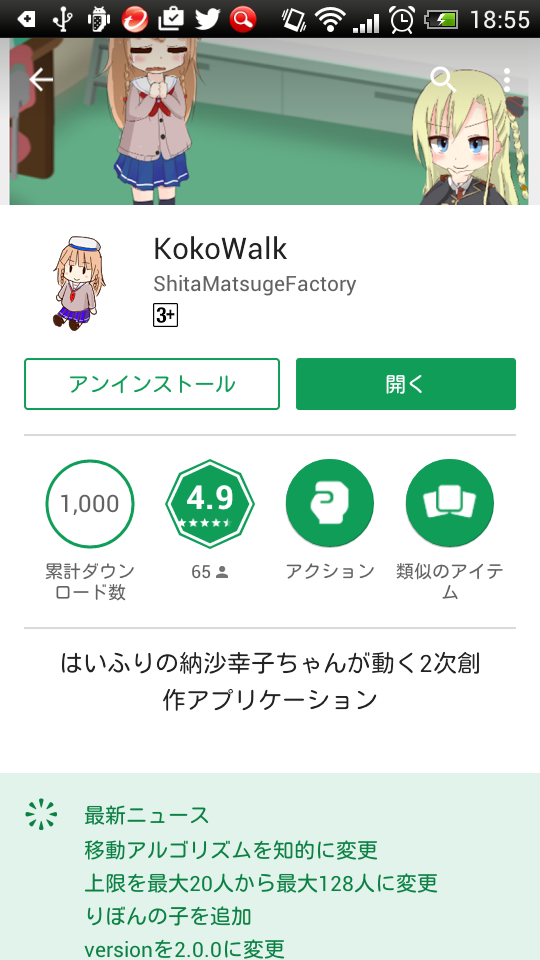 18:55
KokoWalk
ShitaMatsugeFactory
3+
アンインストール
開く
1,000
4.9
累計ダウン
ロード数
65
アクション
類似のアイテ
ム
はいふりの納沙幸子ちゃんが動く2次創
作アプリケーション
最新ニュース
移動アルゴリズムを知的に変更
上限を最大20人から最大128人に変更
りぼんの子を追加
versionを2.0.0に変更